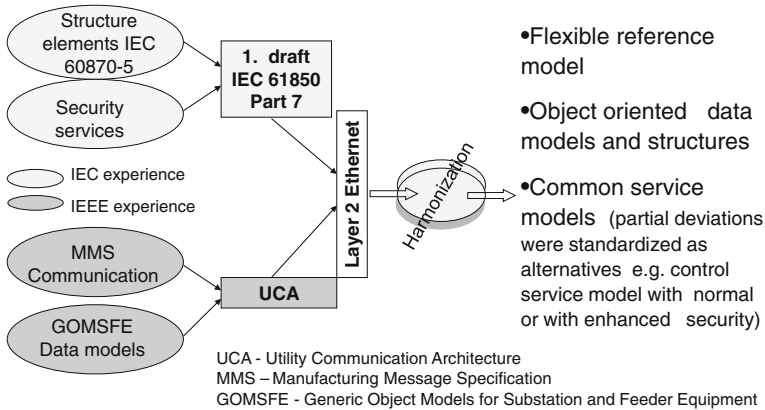 Structure
elements IEC
60870-5
Security
services
1. draft
IEC 61850
Part 7
IEC experience
IEEE experience
MMS
Communication
GOMSFE
Data models
UCA
Layer 2 Ethernet
Harmonization
•Flexible reference
model
•Object oriented data
models and structures
•Common service
models (partial deviations
were standardized as
alternatives e.g. control
service model with normal
or with enhanced security)
UCA - Utility Communication Architecture
MMS – Manufacturing Message Specification
GOMSFE - Generic Object Models for Substation and Feeder Equipment